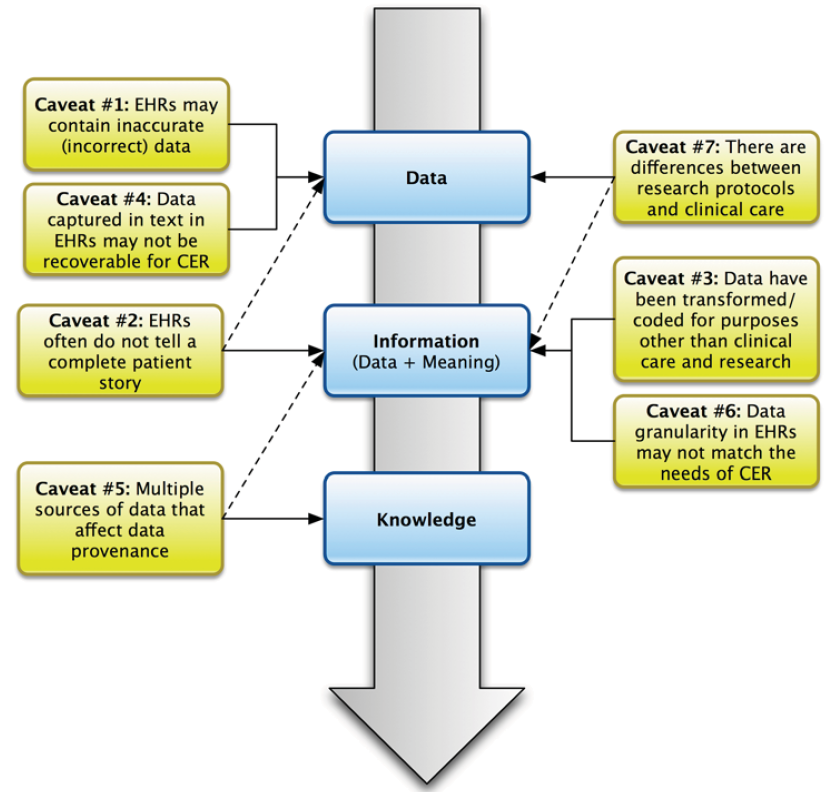 Caveat #1: EHRs may
contain inaccurate
(incorrect) data
Caveat #4: Data
captured in text in
EHRs may not be
recoverable for CER
Caveat #2: EHRs
often do not tell a
complete patient
story
Caveat #5: Multiple
sources of data that
affect data
provenance
Data
Information
(Data + Meaning)
Knowledge
Caveat #7: There are
differences between
research protocols
and clinical care
Caveat #3: Data have
been transformed/
coded for purposes
other than clinical
care and research
Caveat #6: Data
granularity in EHRs
may not match the
needs of CER